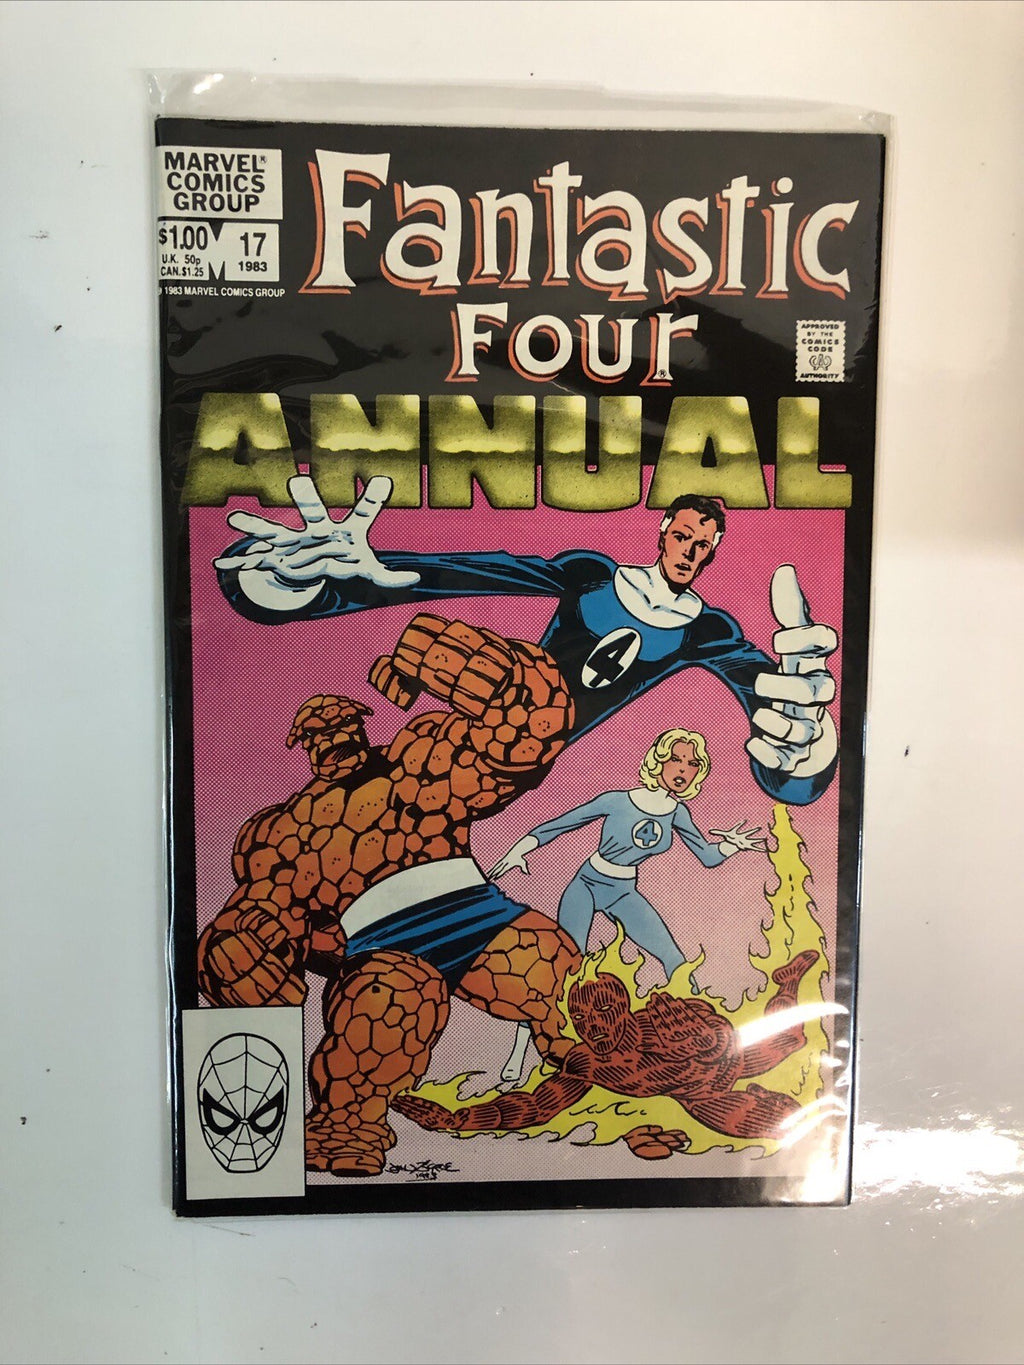 MARVEL®
COMICS
GROUP
$1.00
U.K. 50p
CAN. $1.25
17
1983
1983 MARVEL COMICS GROUP
Fantastic
Four®
APPROVED
BY THE
COMICS
CODE
AUTHORITY
ANNUAL
4
4